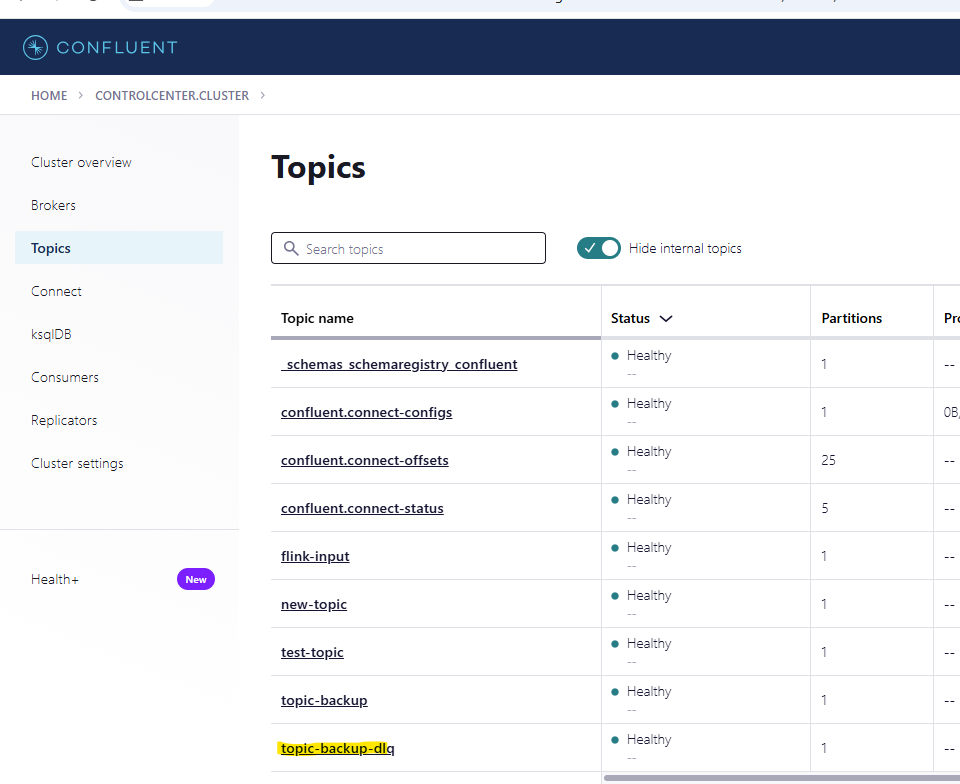 CONFLUENT
HOME > CONTROLCENTER.CLUSTER >
Cluster overview
Brokers
Topics
Connect
ksqlDB
Consumers
Replicators
Cluster settings
Health+ New
Topics
Search topics
Hide internal topics
Topic name Status Partitions
_schemas_schemaregistry_confluent Healthy 1 --
--
confluent.connect-configs Healthy 1 0B
--
confluent.connect-offsets Healthy 25 --
--
confluent.connect-status Healthy 5 --
--
flink-input Healthy 1 --
--
new-topic Healthy 1 --
--
test-topic Healthy 1 --
--
topic-backup Healthy 1 --
--
topic-backup-dlq Healthy 1 --
--